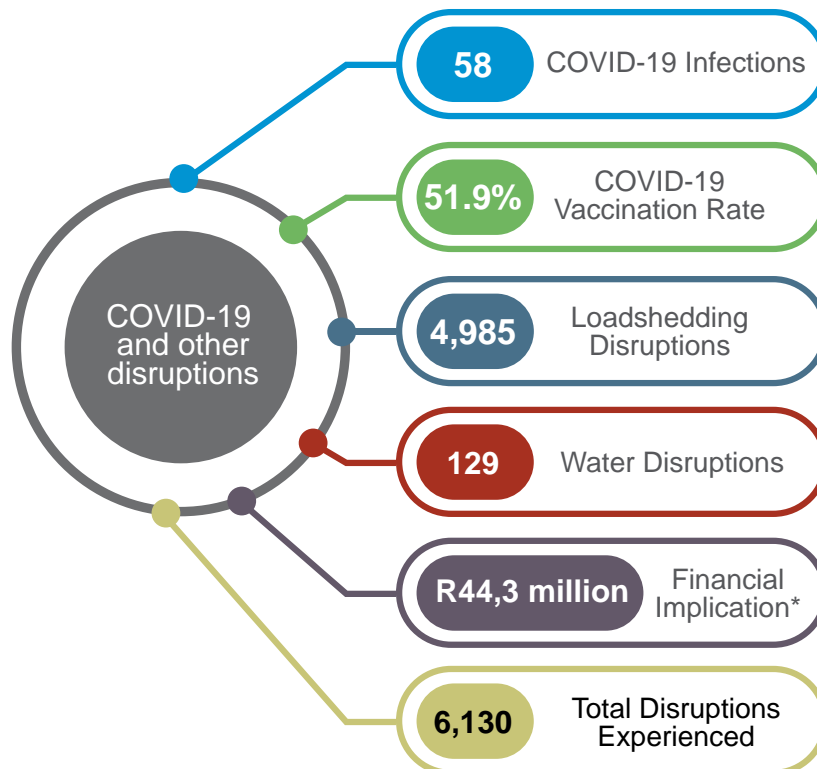 58
COVID-19 Infections
51.9%
COVID-19
Vaccination Rate
COVID-19
and other
disruptions
4,985
Loadshedding
Disruptions
129
Water Disruptions
R44,3 million
Financial
Implication*
6,130
Total Disruptions
Experienced